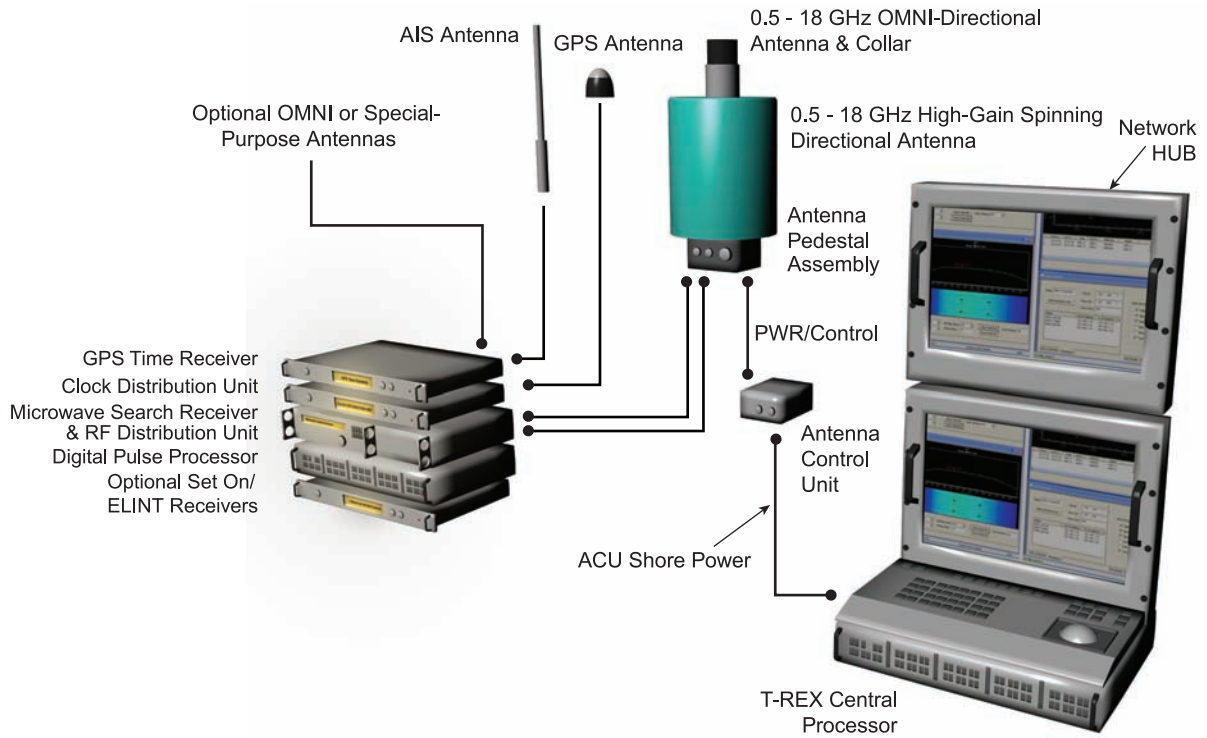 0.5 - 18 GHz OMNI-Directional
Antenna & Collar
AIS Antenna
GPS Antenna
Optional OMNI or Special-
Purpose Antennas
0.5 - 18 GHz High-Gain Spinning
Directional Antenna
Network
HUB
Antenna
Pedestal
Assembly
PWR/Control
GPS Time Receiver
Clock Distribution Unit
Microwave Search Receiver
& RF Distribution Unit
Digital Pulse Processor
Optional Set On/
ELINT Receivers
Antenna
Control
Unit
ACU Shore Power
T-REX Central
Processor